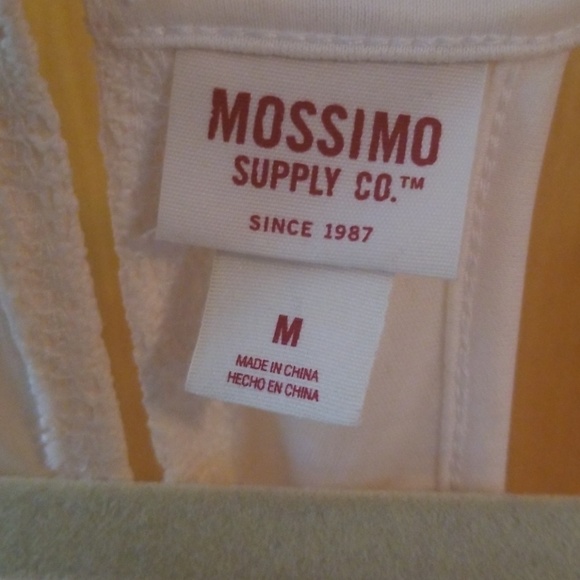 MOSSIMO
SUPPLY CO.™
SINCE 1987
M
MADE IN CHINA
HECHO EN CHINA